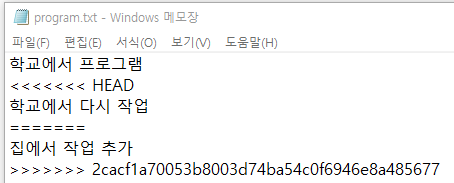 program.txt - Windows 메모장
파일(F) 편집(E) 서식(O) 보기(V) 도움말(H)
학교에서 프로그램
<<<<<<< HEAD
학교에서 다시 작업
=======
집에서 작업 추가
>>>>>>> 2cacf1a70053b8003d74ba54c0f6946e8a485677